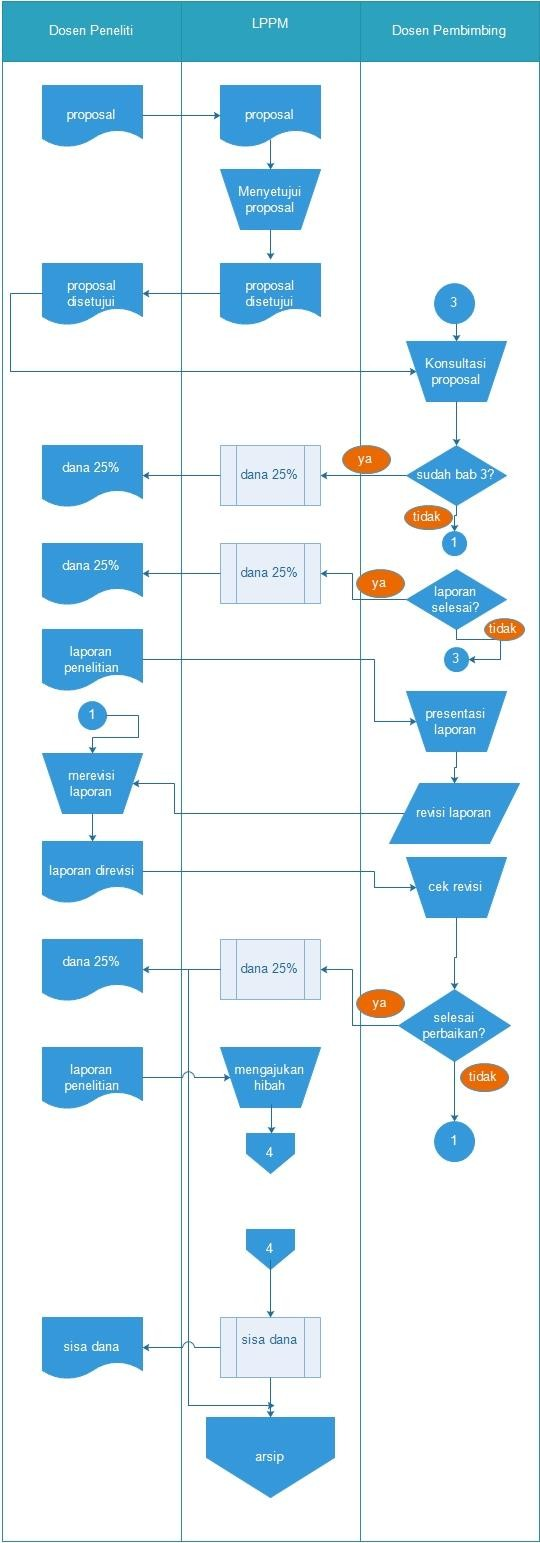 Dosen Peneliti
LPPM
Dosen Pembimbing
proposal
proposal
Menyetujui
proposal
proposal
disetujui
proposal
disetujui
3
Konsultasi
proposal
dana 25%
dana 25%
ya
sudah bab 3?
tidak
1
dana 25%
dana 25%
ya
laporan
selesai?
tidak
3
laporan
penelitian
presentasi
laporan
1
merevisi
laporan
revisi laporan
laporan direvisi
cek revisi
dana 25%
dana 25%
ya
selesai
perbaikan?
tidak
1
laporan
penelitian
mengajukan
hibah
4
4
sisa dana
sisa dana
arsip